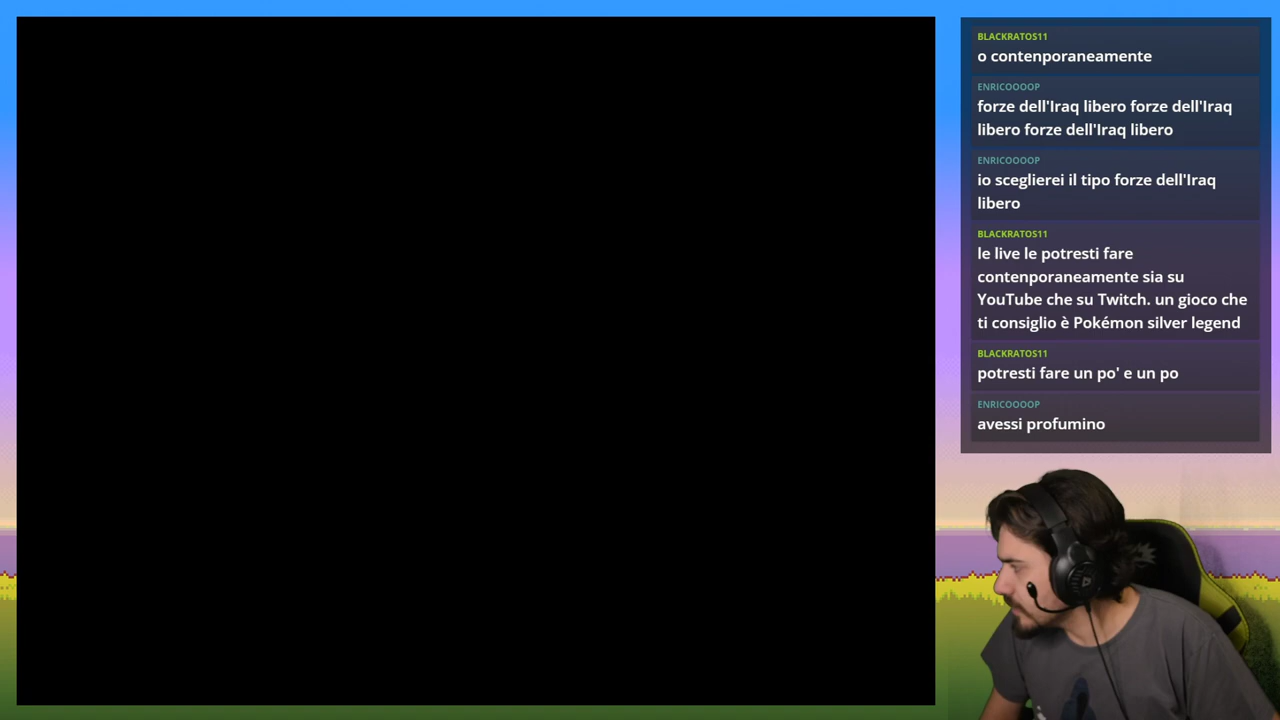 BLACKRATOS11
o contenporaneamente
ENRICOOOOP
forze dell'Iraq libero forze dell'Iraq
libero forze dell'Iraq libero
ENRICOOOOP
io sceglierei il tipo forze dell'Iraq
libero
BLACKRATOS11
le live le potresti fare
contenporaneamente sia su
YouTube che su Twitch. un gioco che
ti consiglio è Pokémon silver legend
BLACKRATOS11
potresti fare un po' e un po
ENRICOOOOP
avessi profumino